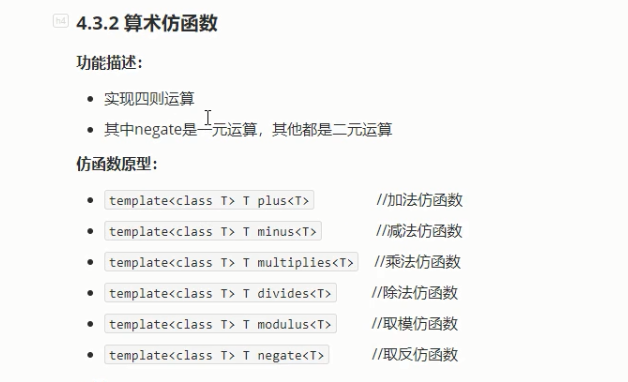 h4 4.3.2 算术仿函数
功能描述：
• 实现四则运算
• 其中negate是一元运算，其他都是二元运算
仿函数原型：
• template<class T> T plus<T> //加法仿函数
• template<class T> T minus<T> //减法仿函数
• template<class T> T multiplies<T> //乘法仿函数
• template<class T> T divides<T> //除法仿函数
• template<class T> T modulus<T> //取模仿函数
• template<class T> T negate<T> //取反仿函数